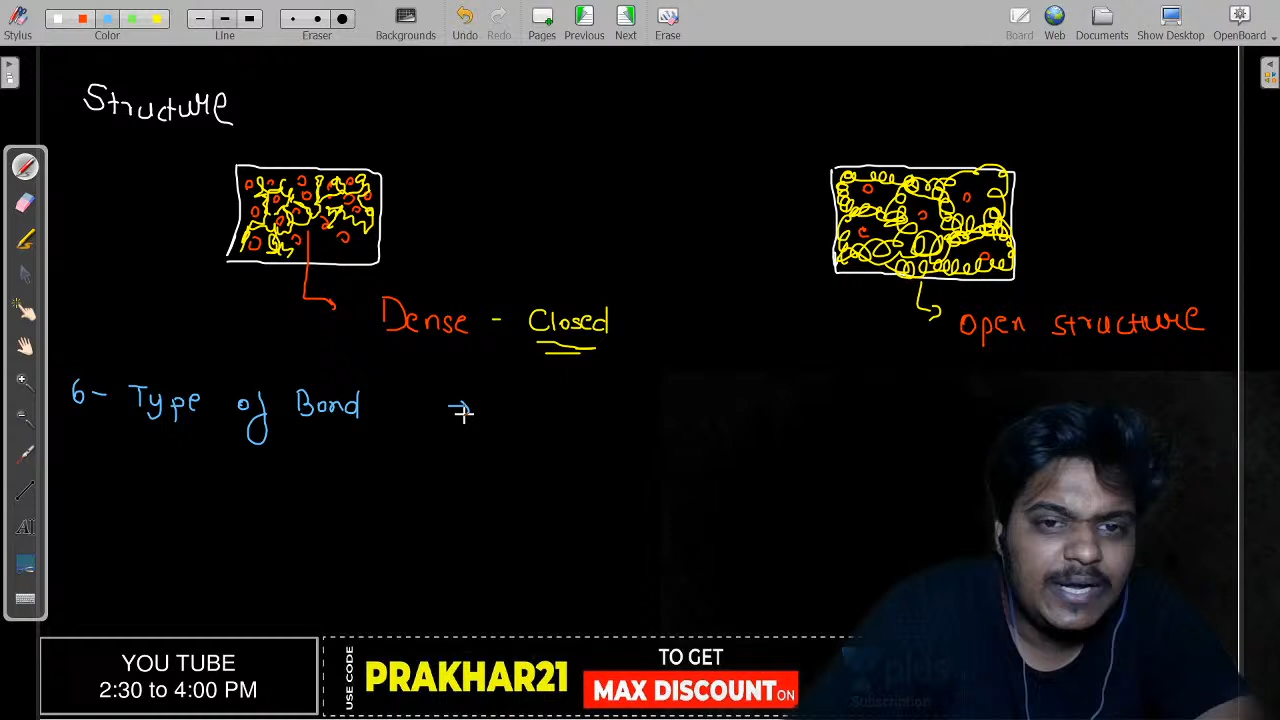 Stylus Color Line Eraser Backgrounds Undo Redo Pages Previous Next Erase Board Web Documents Show Desktop OpenBoard
Structure
Dense - Closed
Open structure
6- Type of Bond →
YOU TUBE
2:30 to 4:00 PM
USE CODE
PRAKHAR21
TO GET
MAX DISCOUNT ON
plus
Subscription